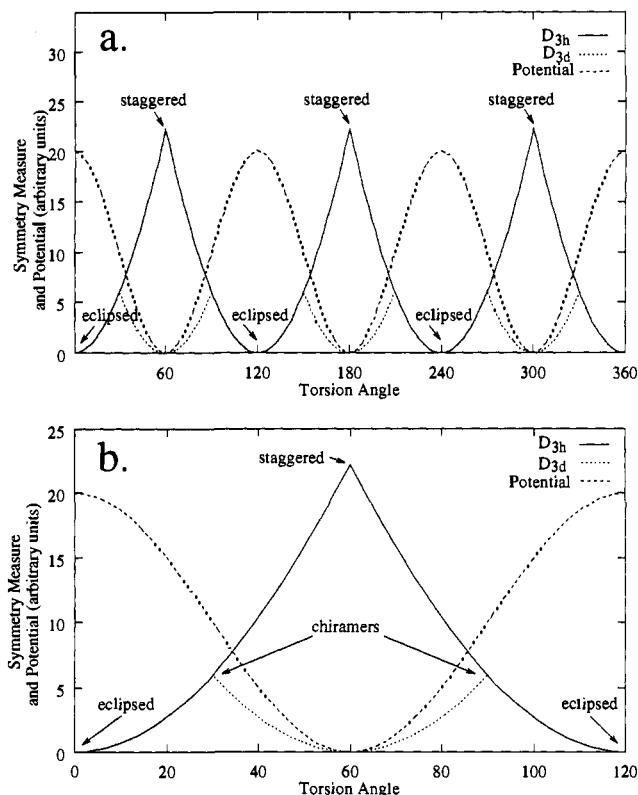 a.
D3h
D3d
Potential
staggered
staggered
staggered
eclipsed
eclipsed
eclipsed
Symmetry Measure
and Potential (arbitrary units)
30
25
20
15
10
5
0
60
120
180
240
300
360
Torsion Angle
b.
D3h
D3d
Potential
staggered
chiramers
eclipsed
eclipsed
Symmetry Measure
and Potential (arbitrary units)
25
20
15
10
5
0
0
20
40
60
80
100
120
Torsion Angle